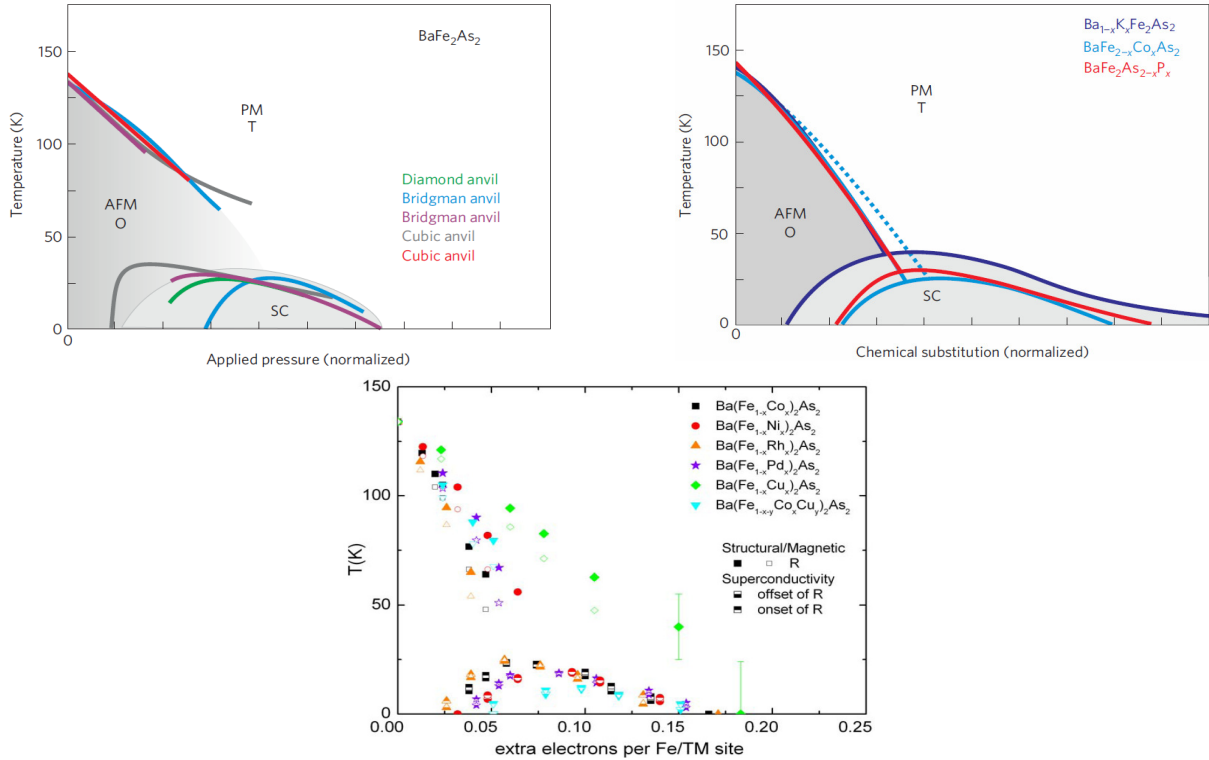 BaFe₂As₂
150
100
50
0
0
Temperature (K)
PM
T
AFM
O
SC
Diamond anvil
Bridgman anvil
Bridgman anvil
Cubic anvil
Cubic anvil
Applied pressure (normalized)
Ba₁₋ₓKₓFe₂As₂
BaFe₂₋ₓCoₓAs₂
BaFe₂As₂₋ₓPₓ
150
100
50
0
0
Temperature (K)
PM
T
AFM
O
SC
Chemical substitution (normalized)
150
100
50
0
T(K)
Ba(Fe₁₋ₓCoₓ)₂As₂
Ba(Fe₁₋ₓNiₓ)₂As₂
Ba(Fe₁₋ₓRhₓ)₂As₂
Ba(Fe₁₋ₓPdₓ)₂As₂
Ba(Fe₁₋ₓCuₓ)₂As₂
Ba(Fe₁₋ₓ₋ᵧCoₓCuᵧ)₂As₂
Structural/Magnetic
R
Superconductivity
offset of R
onset of R
0.00 0.05 0.10 0.15 0.20 0.25
extra electrons per Fe/TM site